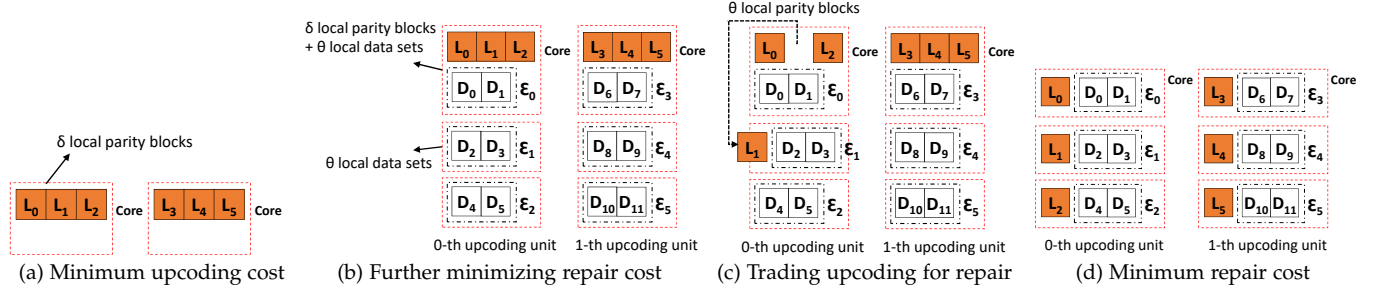 δ local parity blocks
L0 L1 L2 Core
L3 L4 L5 Core
(a) Minimum upcoding cost
δ local parity blocks
+ θ local data sets
θ local data sets
L0 L1 L2 Core
D0 D1 ε0
D2 D3 ε1
D4 D5 ε2
0-th upcoding unit
L3 L4 L5 Core
D6 D7 ε3
D8 D9 ε4
D10 D11 ε5
1-th upcoding unit
(b) Further minimizing repair cost
θ local parity blocks
L0 L2 Core
D0 D1 ε0
L1 D2 D3 ε1
D4 D5 ε2
0-th upcoding unit
L3 L4 L5 Core
D6 D7 ε3
D8 D9 ε4
D10 D11 ε5
1-th upcoding unit
(c) Trading upcoding for repair
Core
L0 D0 D1 ε0
L1 D2 D3 ε1
L2 D4 D5 ε2
0-th upcoding unit
Core
L3 D6 D7 ε3
L4 D8 D9 ε4
L5 D10 D11 ε5
1-th upcoding unit
(d) Minimum repair cost